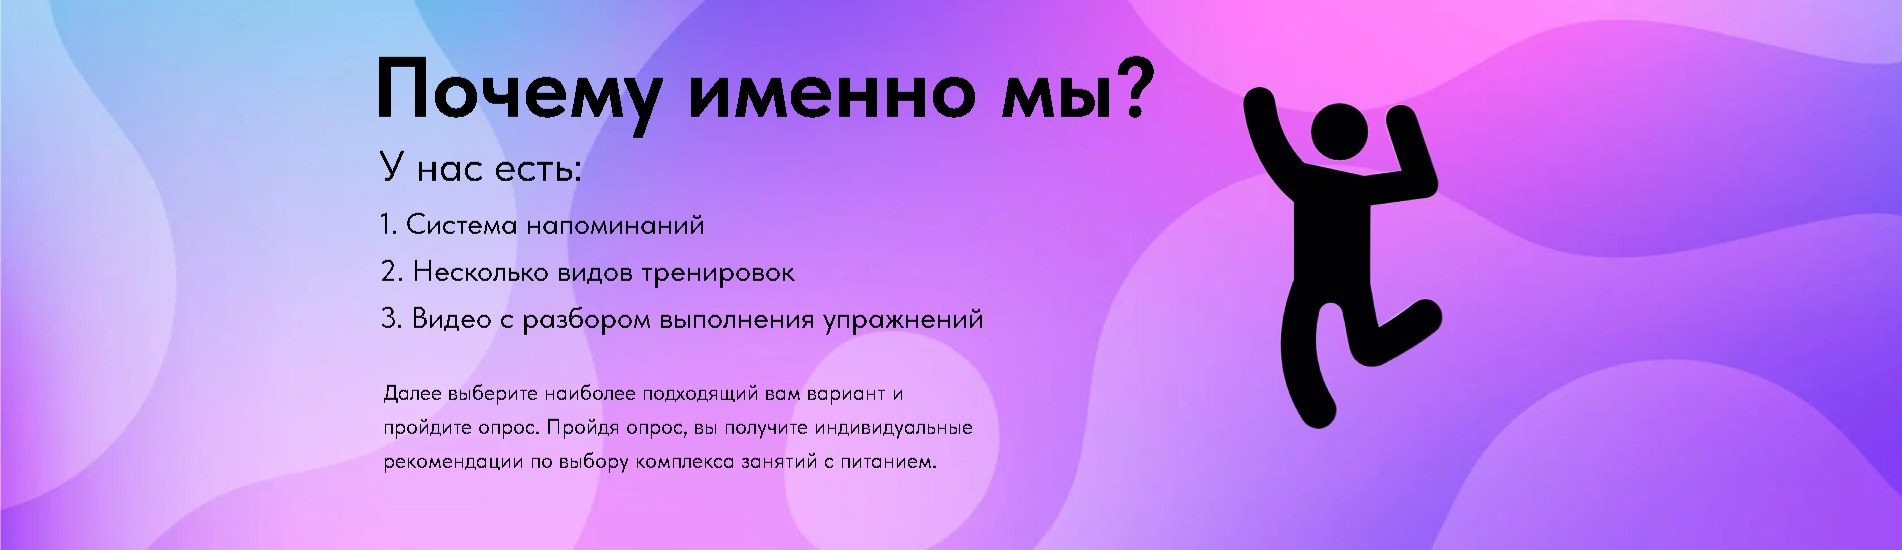 Почему именно мы?
У нас есть:
1. Система напоминаний
2. Несколько видов тренировок
3. Видео с разбором выполнения упражнений
Далее выберите наиболее подходящий вам вариант и
пройдите опрос. Пройдя опрос, вы получите индивидуальные
рекомендации по выбору комплекса занятий с питанием.